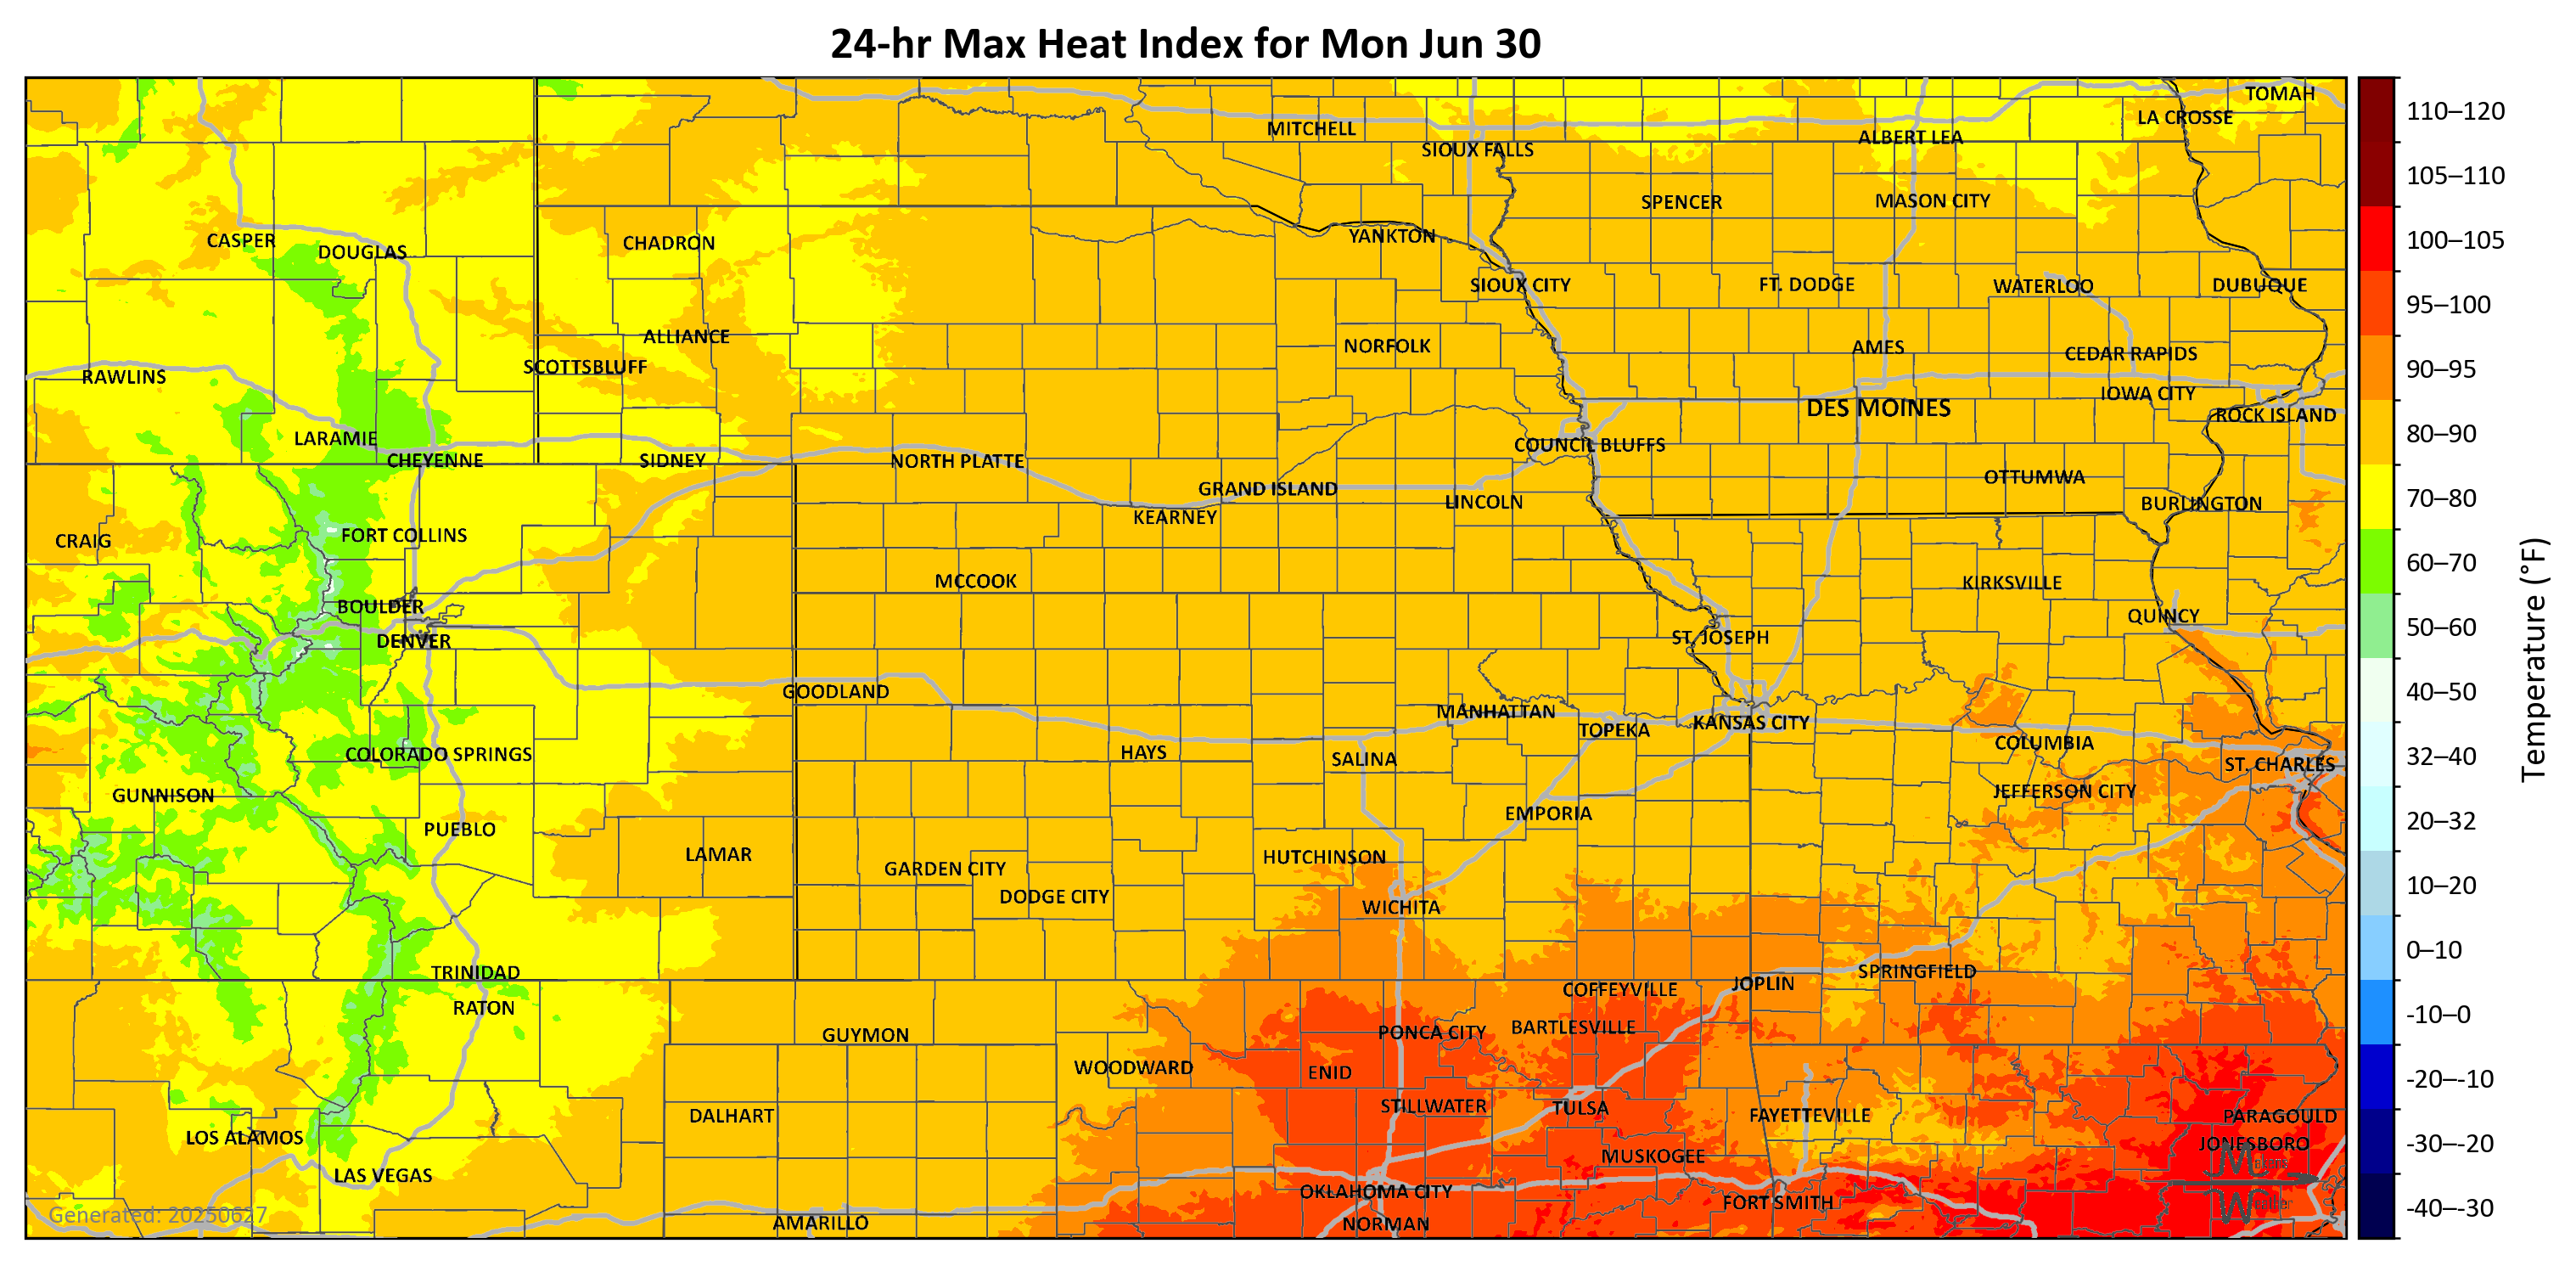 24-hr Max Heat Index for Mon Jun 30
TOMAH
LA CROSSE
MITCHELL
ALBERT LEA
SIOUX FALLS
SPENCER
MASON CITY
YANKTON
CASPER
CHADRON
DOUGLAS
SIOUX CITY
FT. DODGE
WATERLOO
DUBUQUE
ALLIANCE
NORFOLK
AMES
CEDAR RAPIDS
SCOTTSBLUFF
RAWLINS
IOWA CITY
DES MOINES
ROCK ISLAND
LARAMIE
COUNCIL BLUFFS
CHEYENNE
SIDNEY
NORTH PLATTE
OTTUMWA
GRAND ISLAND
LINCOLN
BURLINGTON
KEARNEY
FORT COLLINS
CRAIG
MCCOOK
KIRKSVILLE
BOULDER
QUINCY
DENVER
ST. JOSEPH
GOODLAND
MANHATTAN
KANSAS CITY
TOPEKA
COLUMBIA
HAYS
COLORADO SPRINGS
SALINA
ST. CHARLES
JEFFERSON CITY
GUNNISON
EMPORIA
PUEBLO
LAMAR
HUTCHINSON
GARDEN CITY
DODGE CITY
WICHITA
TRINIDAD
SPRINGFIELD
JOPLIN
COFFEYVILLE
RATON
BARTLESVILLE
PONCA CITY
GUYMON
WOODWARD
ENID
STILLWATER
TULSA
DALHART
FAYETTEVILLE
PARAGOULD
LOS ALAMOS
JONESBORO
MUSKOGEE
LAS VEGAS
OKLAHOMA CITY
FORT SMITH
AMARILLO
NORMAN
Generated: 20250627
110–120
105–110
100–105
95–100
90–95
80–90
70–80
60–70
50–60
40–50
32–40
20–32
10–20
0–10
-10–0
-20–-10
-30–-20
-40–-30
Temperature (°F)